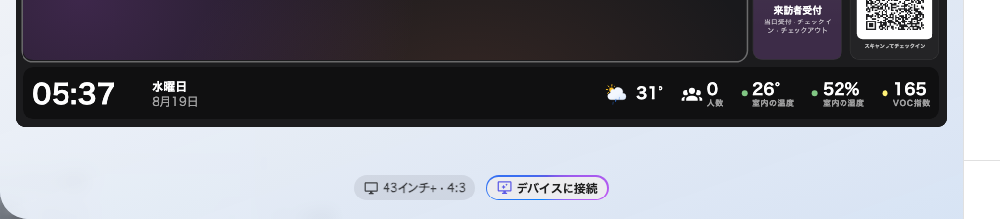 来訪者受付
当日受付・チェックイ
ン・チェックアウト
スキャンしてチェックイン
05:37
水曜日
8月19日
31°
0
人数
26°
室内の温度
52%
室内の湿度
165
VOC指数
43インチ+ · 4:3
デバイスに接続